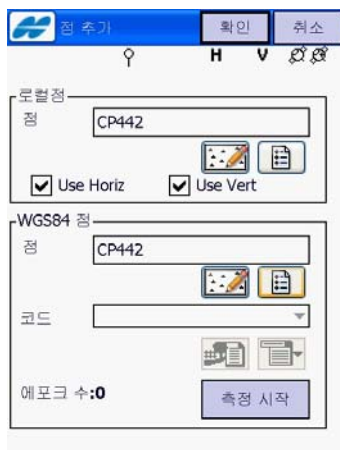 점 추가 확인 취소
H V
로컬점
점 CP442
Use Horiz Use Vert
WGS84 점
점 CP442
코드
에포크 수:0 측정 시작